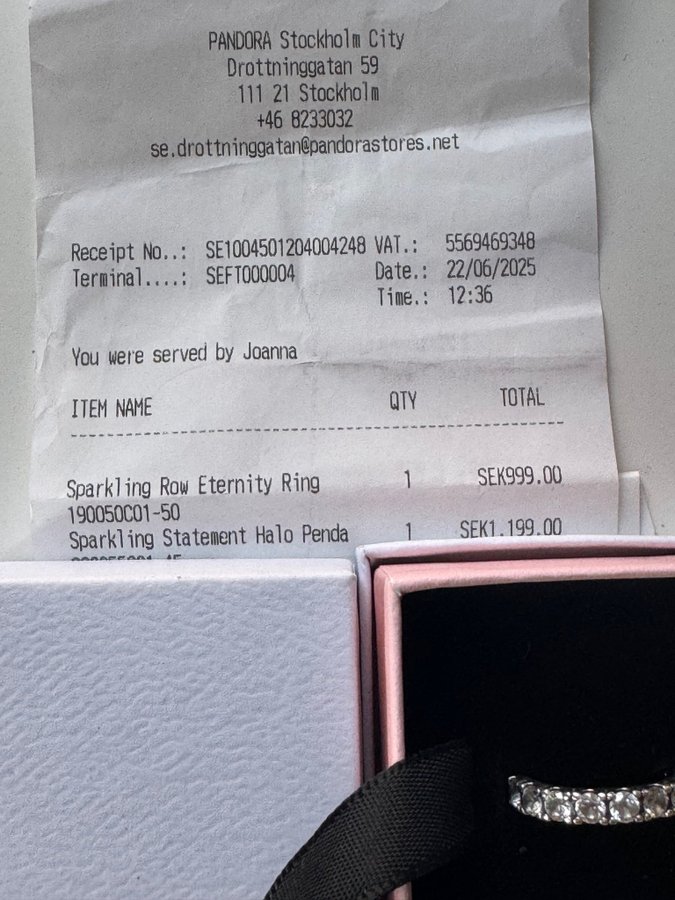 PANDORA Stockholm City
Drottninggatan 59
111 21 Stockholm
+46 8233032
se.drottninggatan@pandorastores.net
Receipt No..: SE1004501204004248 VAT.: 5569469348
Terminal....: SEFT000004 Date.: 22/06/2025
Time.: 12:36
You were served by Joanna
ITEM NAME QTY TOTAL
Sparkling Row Eternity Ring 1 SEK999.00
190050C01-50
Sparkling Statement Halo Penda 1 SEK1,199.00